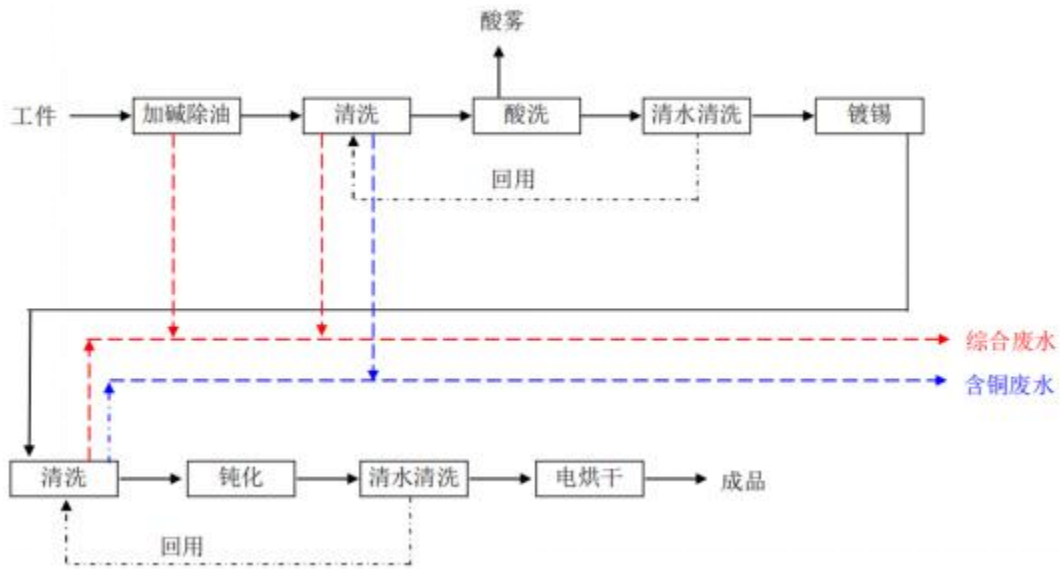 酸雾
工件
加碱除油
清洗
酸洗
清水清洗
镀锡
回用
综合废水
含铜废水
清洗
钝化
清水清洗
电烘干
成品
回用